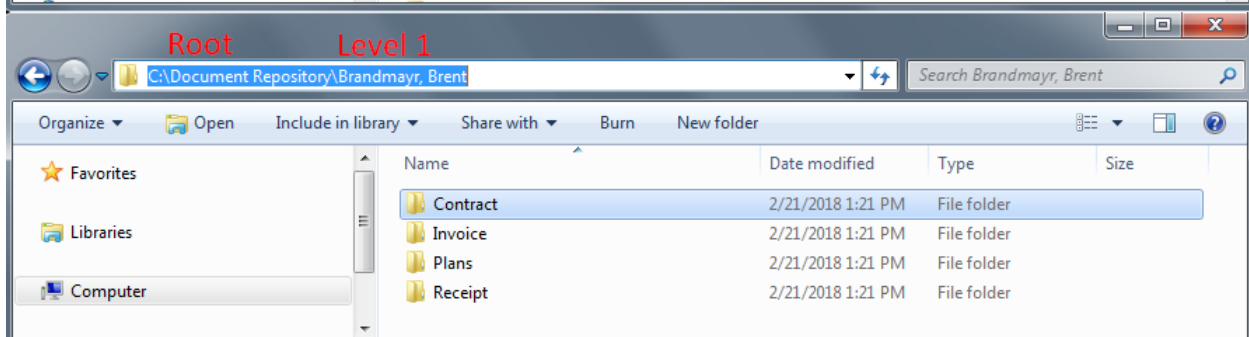 Root Level 1
C:\Document Repository\Brandmayr, Brent Search Brandmayr, Brent
Organize Open Include in library Share with Burn New folder
Favorites
Libraries
Computer
Name Date modified Type Size
Contract 2/21/2018 1:21 PM File folder
Invoice 2/21/2018 1:21 PM File folder
Plans 2/21/2018 1:21 PM File folder
Receipt 2/21/2018 1:21 PM File folder